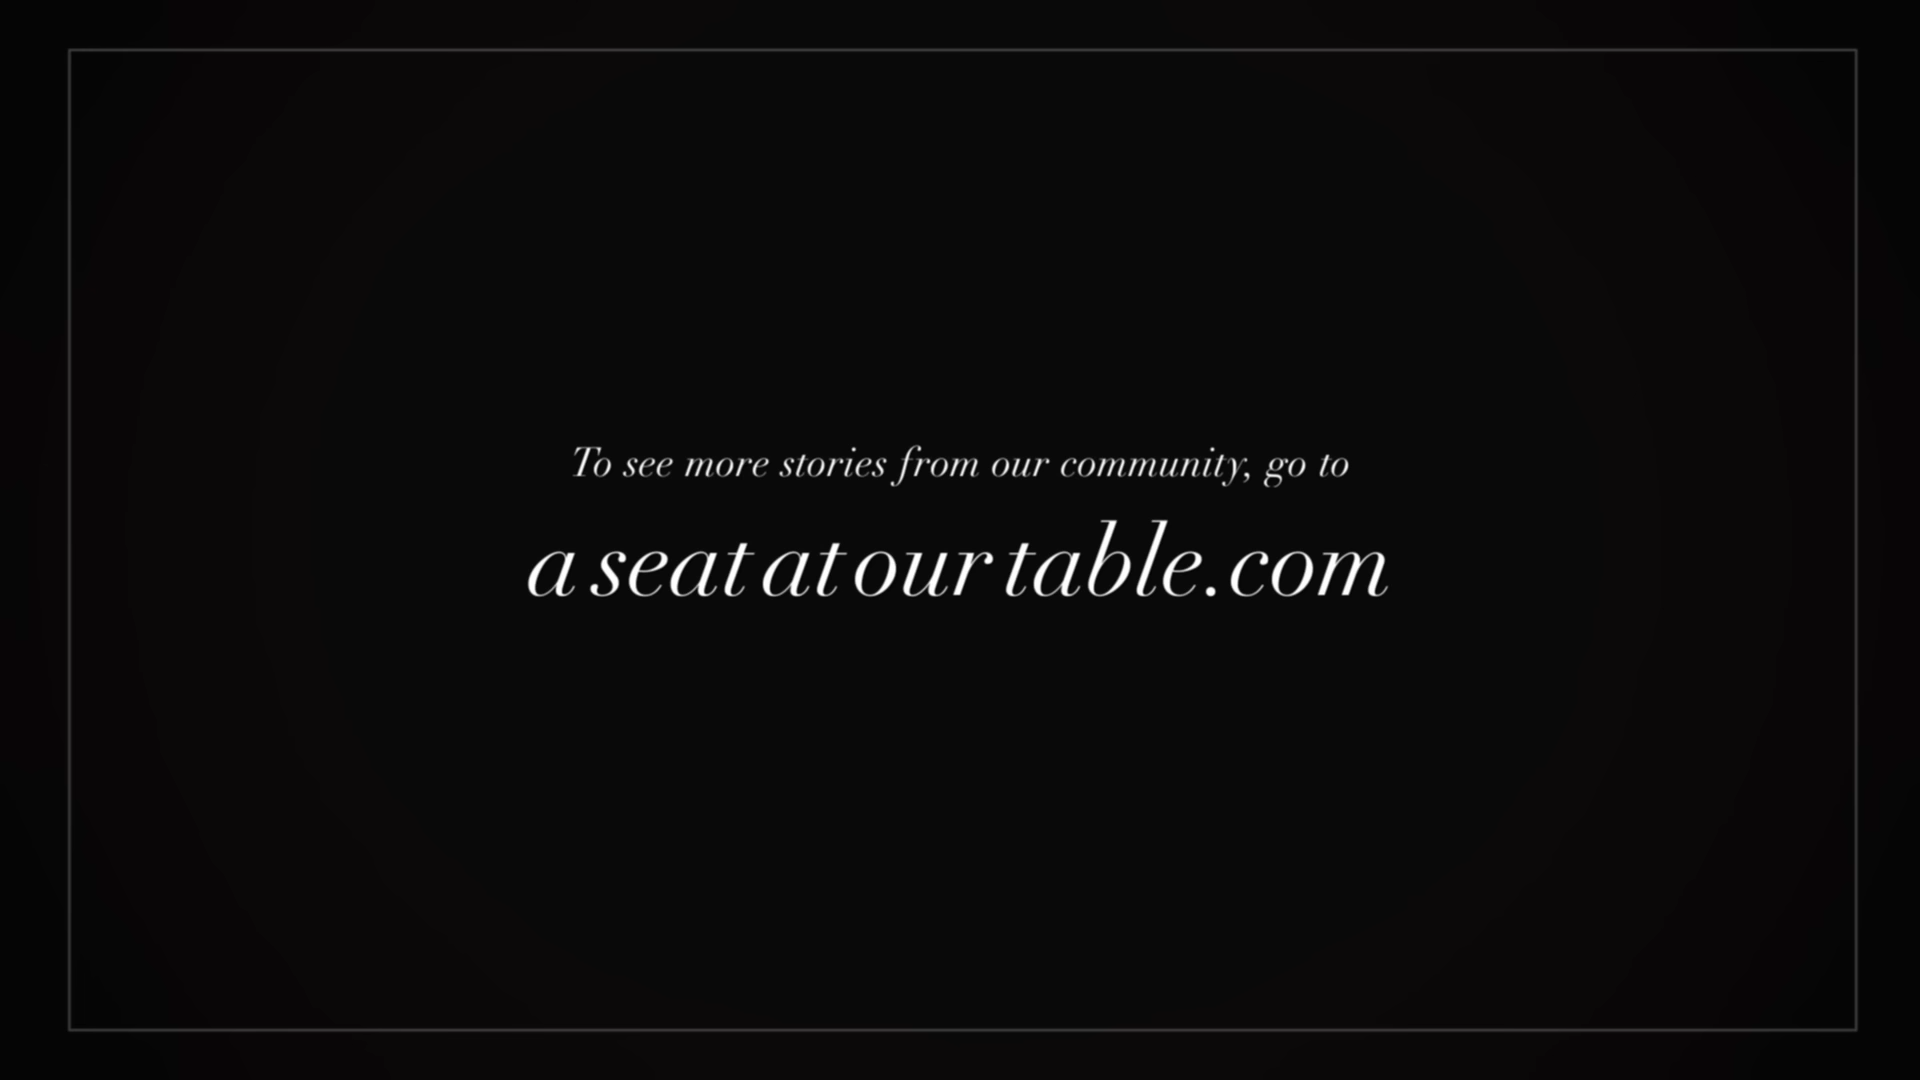 To see more stories from our community, go to
a seat at our table.com